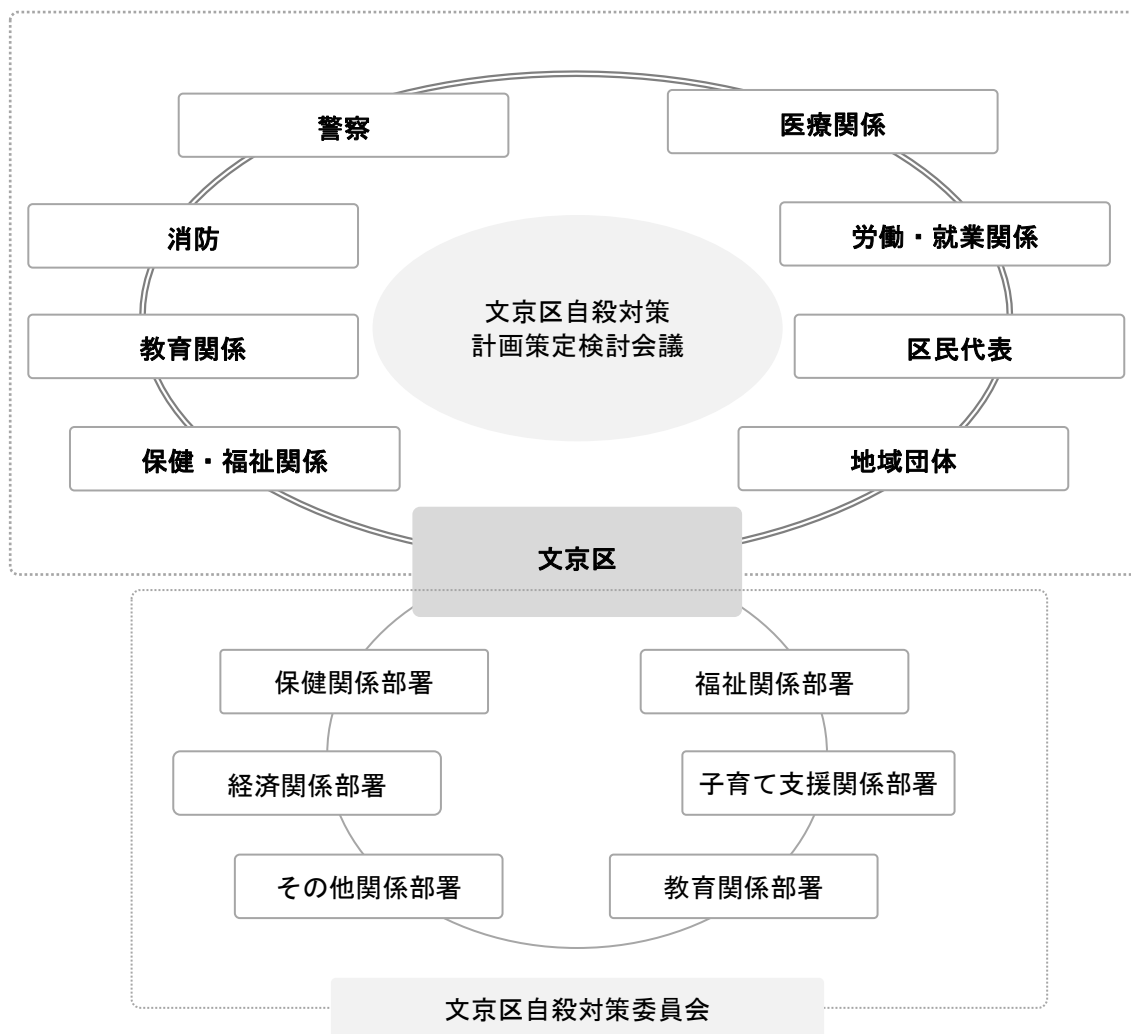 警察
医療関係
消防
労働・就業関係
文京区自殺対策
計画策定検討会議
教育関係
区民代表
保健・福祉関係
地域団体
文京区
保健関係部署
福祉関係部署
経済関係部署
子育て支援関係部署
その他関係部署
教育関係部署
文京区自殺対策委員会